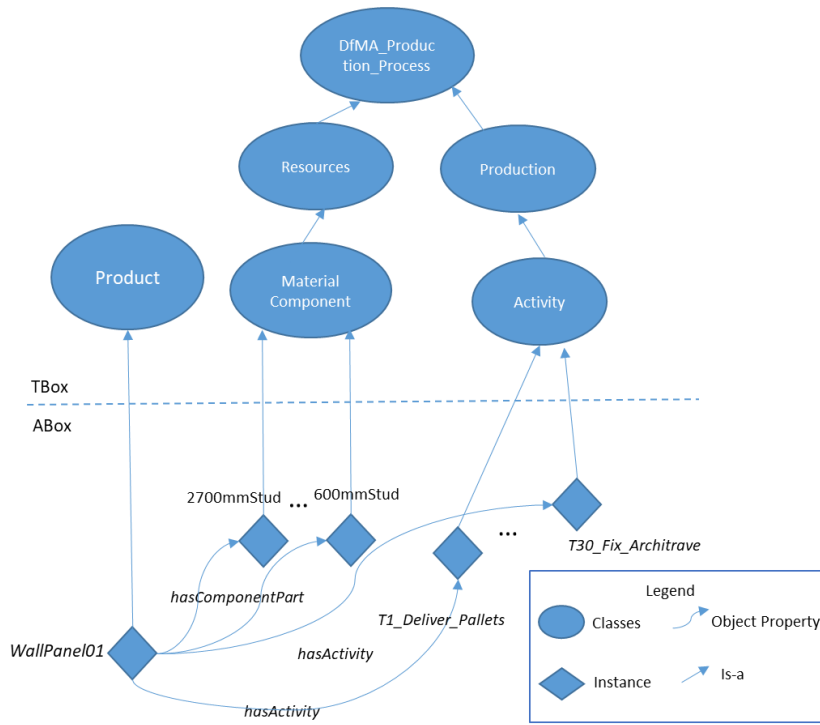 DfMA_Produc
tion_Process
Resources
Production
Product
Material
Component
Activity
TBox
ABox
2700mmStud
...
600mmStud
...
T30_Fix_Architrave
hasComponentPart
T1_Deliver_Pallets
WallPanel01
hasActivity
hasActivity
Legend
Classes
Object Property
Instance
Is-a